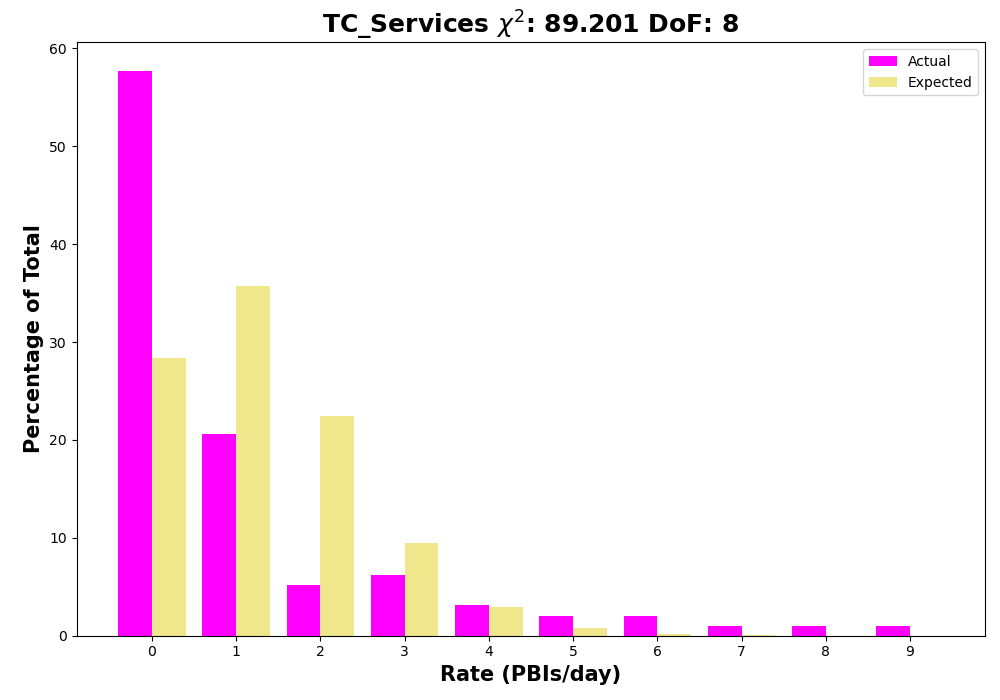 TC_Services χ²: 89.201 DoF: 8
Actual
Expected
Percentage of Total
60
50
40
30
20
10
0
0 1 2 3 4 5 6 7 8 9
Rate (PBIs/day)